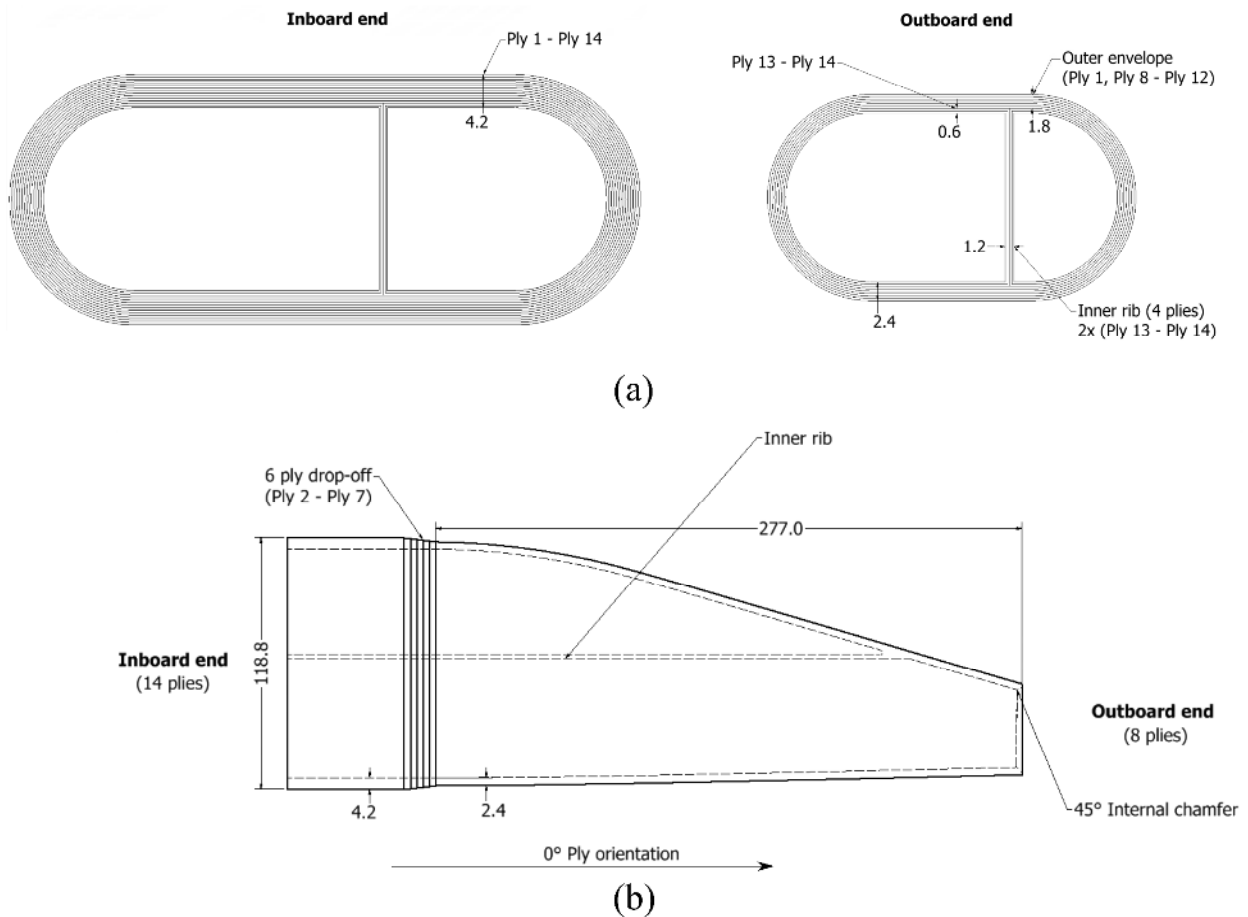 Inboard end
Ply 1 - Ply 14
4.2
Outboard end
Ply 13 - Ply 14
Outer envelope
(Ply 1, Ply 8 - Ply 12)
0.6
1.8
1.2
Inner rib (4 plies)
2x (Ply 13 - Ply 14)
2.4
(a)
Inner rib
6 ply drop-off
(Ply 2 - Ply 7)
277.0
118.8
Inboard end
(14 plies)
Outboard end
(8 plies)
4.2
2.4
45° Internal chamfer
0° Ply orientation
(b)